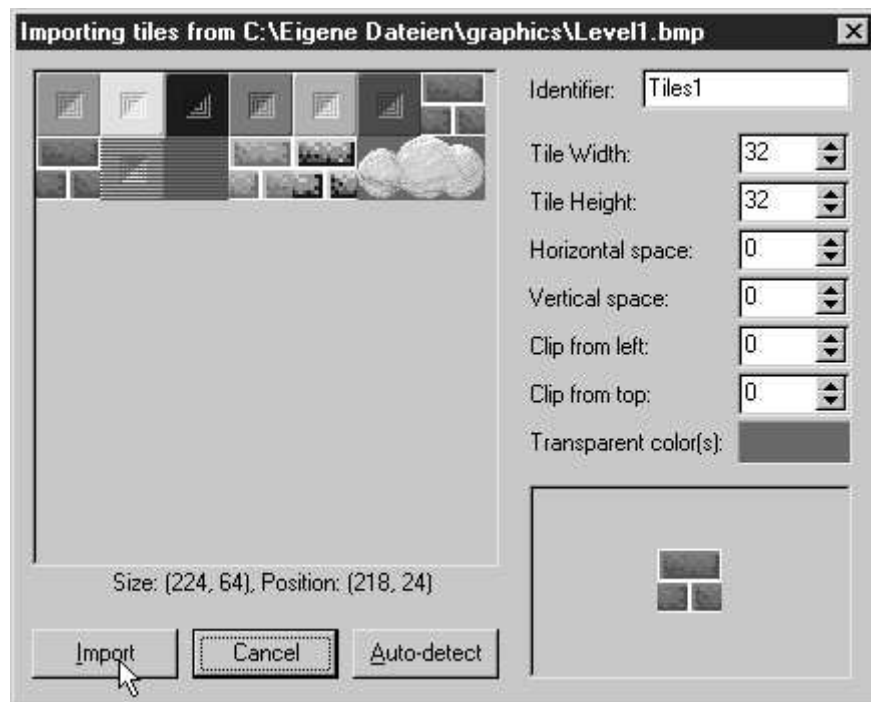 Importing tiles from C:\Eigene Dateien\graphics\Level1.bmp
Identifier: Tiles1
Tile Width: 32
Tile Height: 32
Horizontal space: 0
Vertical space: 0
Clip from left: 0
Clip from top: 0
Transparent color(s):
Size: (224, 64), Position: (218, 24)
Import Cancel Auto-detect